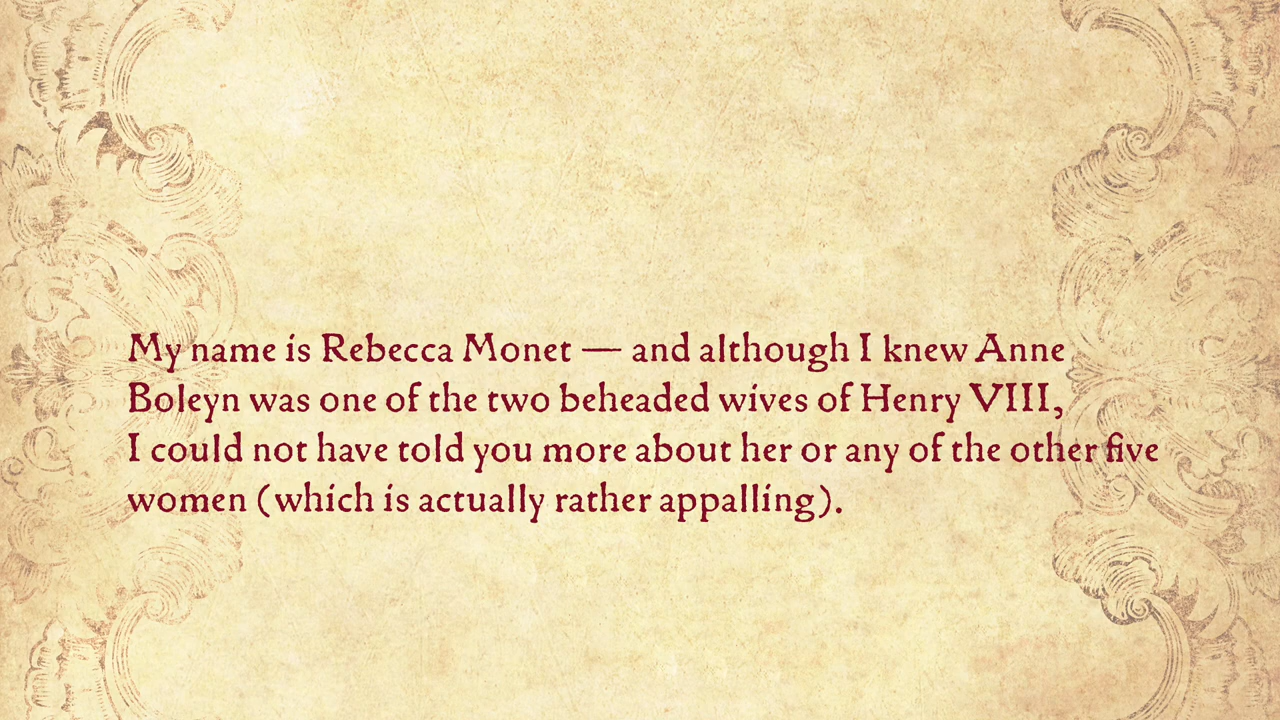 My name is Rebecca Monet — and although I knew Anne
Boleyn was one of the two beheaded wives of Henry VIII,
I could not have told you more about her or any of the other five
women (which is actually rather appalling).